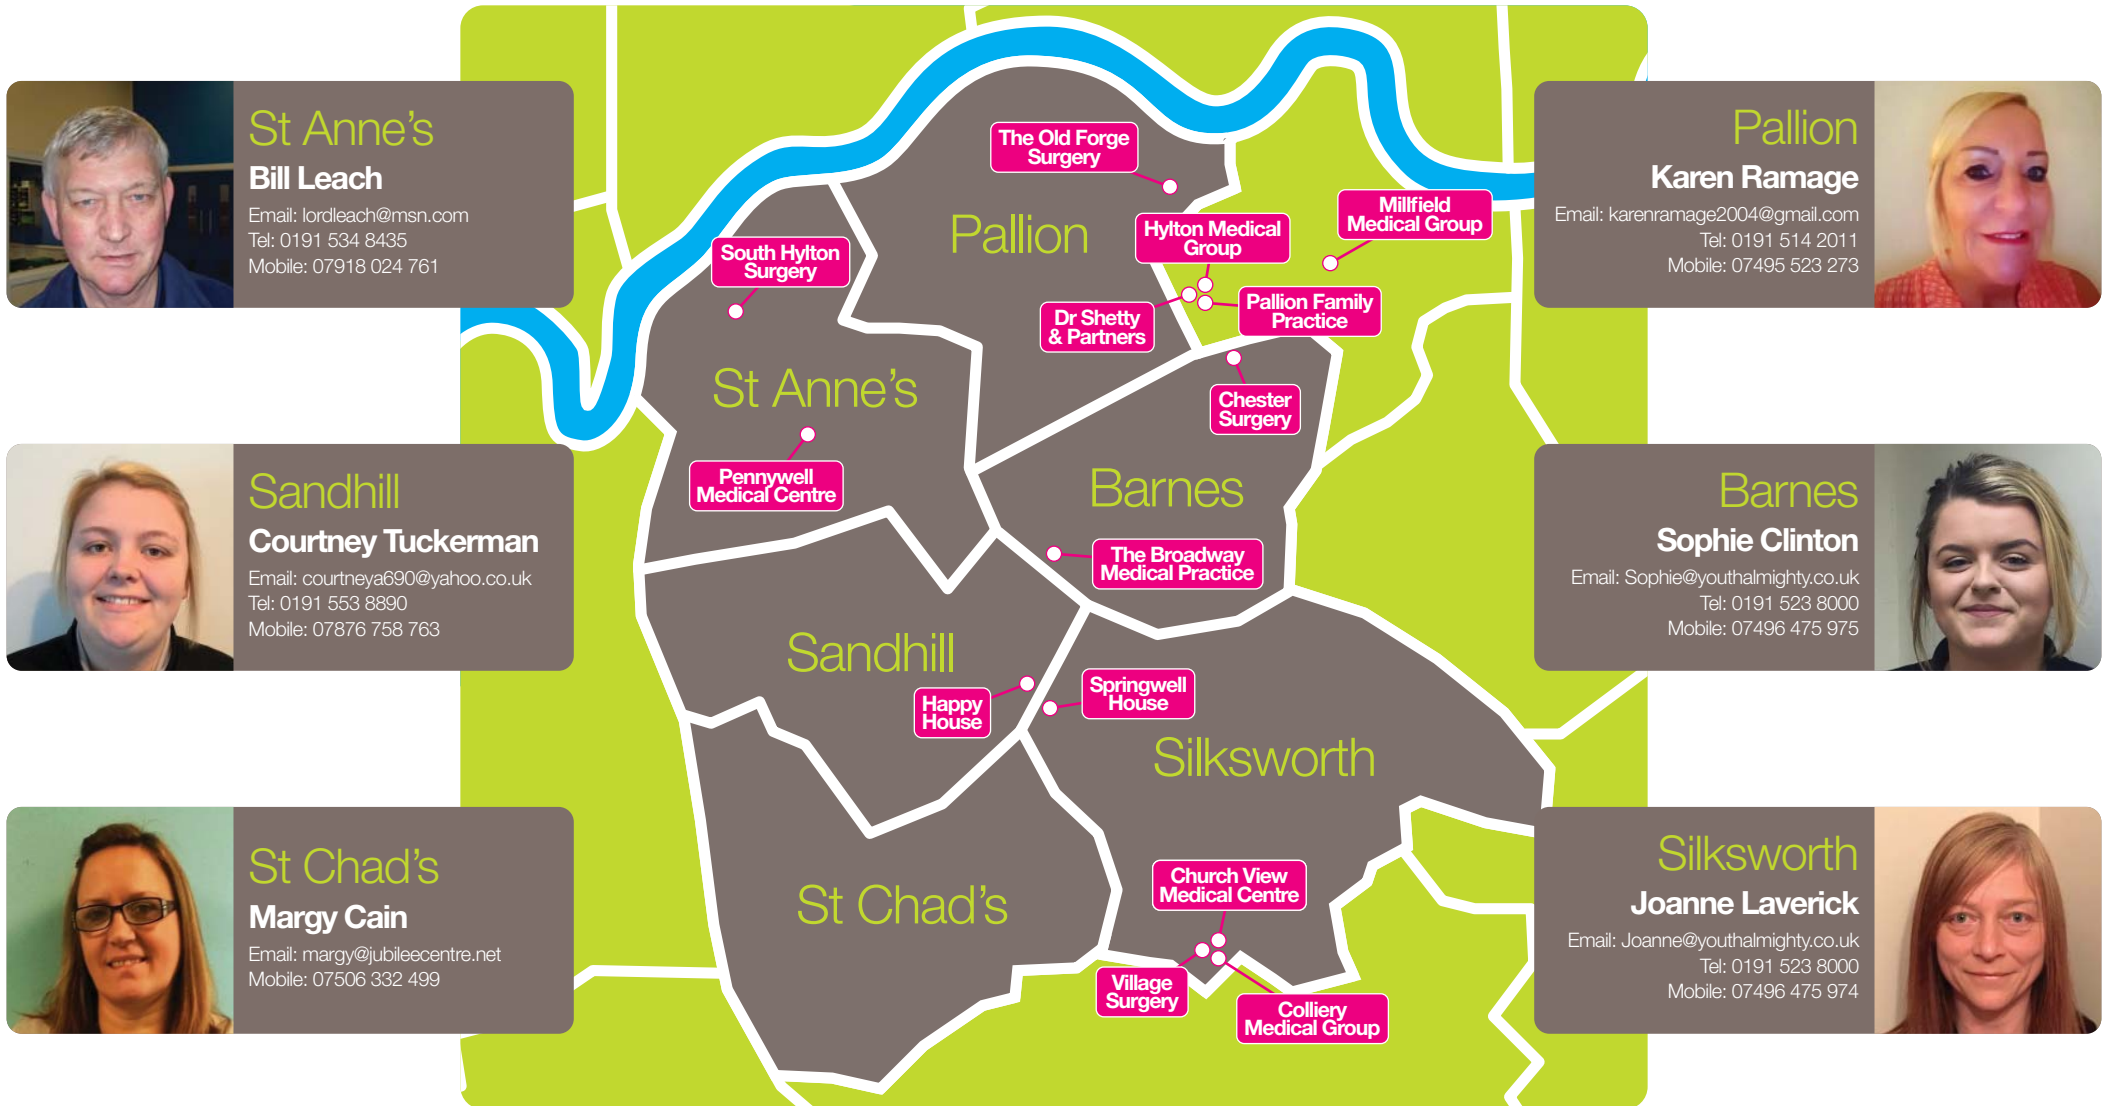 St Anne's
Bill Leach
Email: lordleach@msn.com
Tel: 0191 534 8435
Mobile: 07918 024 761
Sandhill
Courtney Tuckerman
Email: courtneya690@yahoo.co.uk
Tel: 0191 553 8890
Mobile: 07876 758 763
St Chad's
Margy Cain
Email: margy@jubileecentre.net
Mobile: 07506 332 499
The Old Forge
Surgery
Pallion
Hylton Medical
Group
Millfield
Medical Group
South Hylton
Surgery
Dr Shetty
& Partners
Pallion Family
Practice
St Anne's
Chester
Surgery
Pennywell
Medical Centre
Barnes
The Broadway
Medical Practice
Sandhill
Happy
House
Springwell
House
Silksworth
St Chad's
Church View
Medical Centre
Village
Surgery
Colliery
Medical Group
Pallion
Karen Ramage
Email: karenramage2004@gmail.com
Tel: 0191 514 2011
Mobile: 07495 523 273
Barnes
Sophie Clinton
Email: Sophie@youthalmighty.co.uk
Tel: 0191 523 8000
Mobile: 07496 475 975
Silksworth
Joanne Laverick
Email: Joanne@youthalmighty.co.uk
Tel: 0191 523 8000
Mobile: 07496 475 974